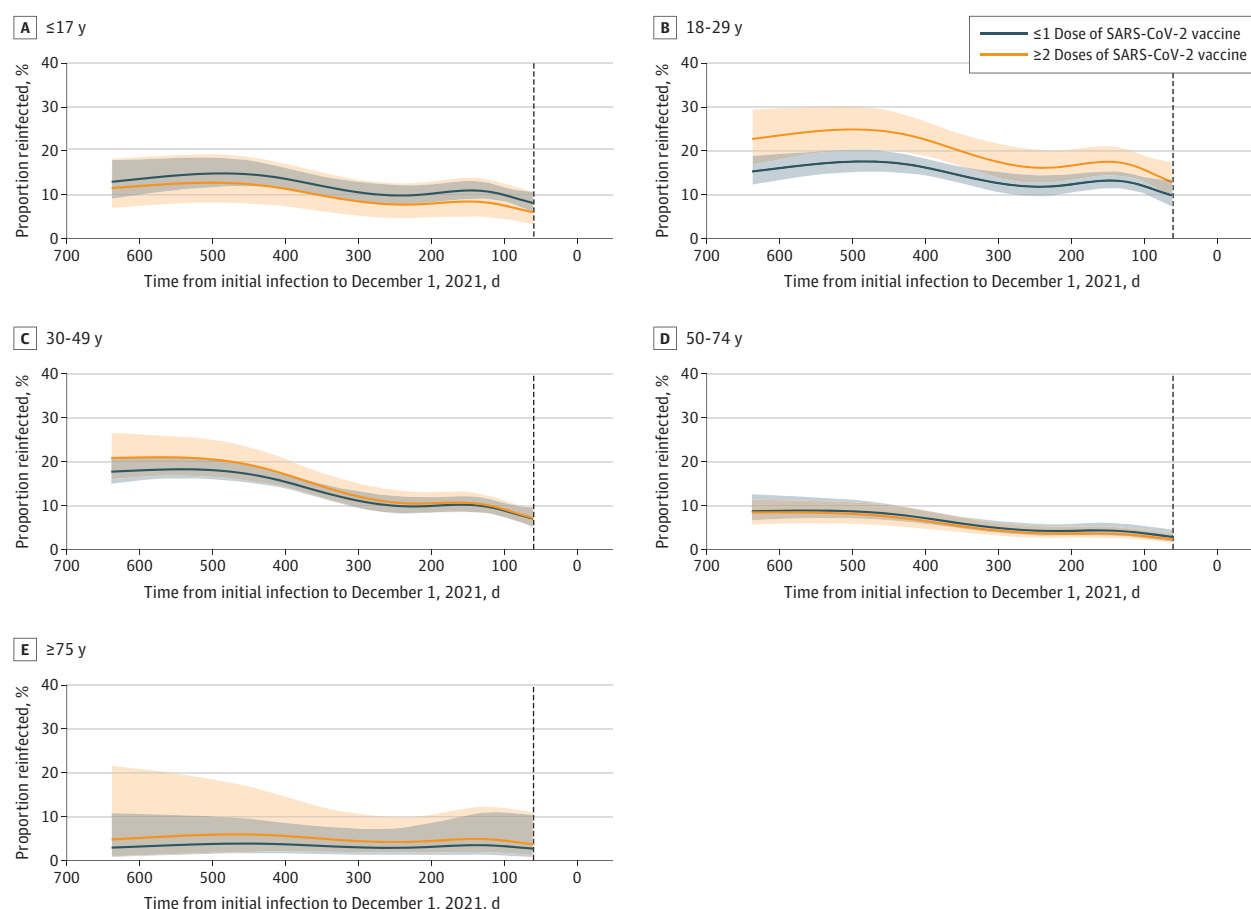 A ≤17 y
Proportion reinfected, %
40
30
20
10
0
700 600 500 400 300 200 100 0
Time from initial infection to December 1, 2021, d
B 18-29 y
≤1 Dose of SARS-CoV-2 vaccine
≥2 Doses of SARS-CoV-2 vaccine
Proportion reinfected, %
40
30
20
10
0
700 600 500 400 300 200 100 0
Time from initial infection to December 1, 2021, d
C 30-49 y
Proportion reinfected, %
40
30
20
10
0
700 600 500 400 300 200 100 0
Time from initial infection to December 1, 2021, d
D 50-74 y
Proportion reinfected, %
40
30
20
10
0
700 600 500 400 300 200 100 0
Time from initial infection to December 1, 2021, d
E ≥75 y
Proportion reinfected, %
40
30
20
10
0
700 600 500 400 300 200 100 0
Time from initial infection to December 1, 2021, d